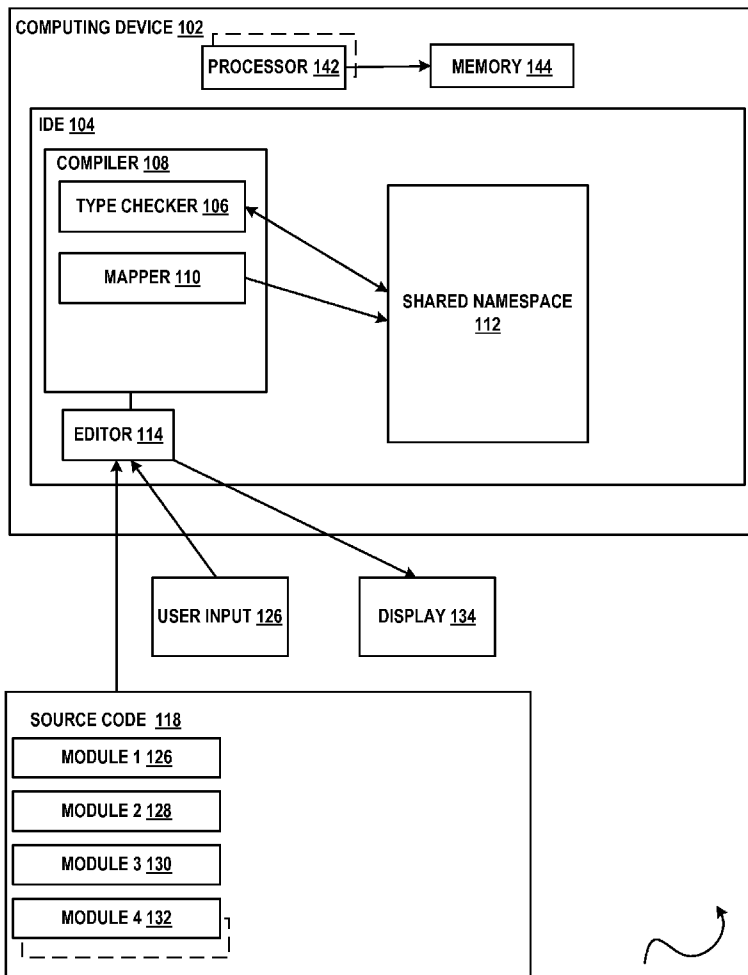 COMPUTING DEVICE 102
PROCESSOR 142
MEMORY 144
IDE 104
COMPILER 108
TYPE CHECKER 106
MAPPER 110
SHARED NAMESPACE
112
EDITOR 114
USER INPUT 126
DISPLAY 134
SOURCE CODE 118
MODULE 1 126
MODULE 2 128
MODULE 3 130
MODULE 4 132